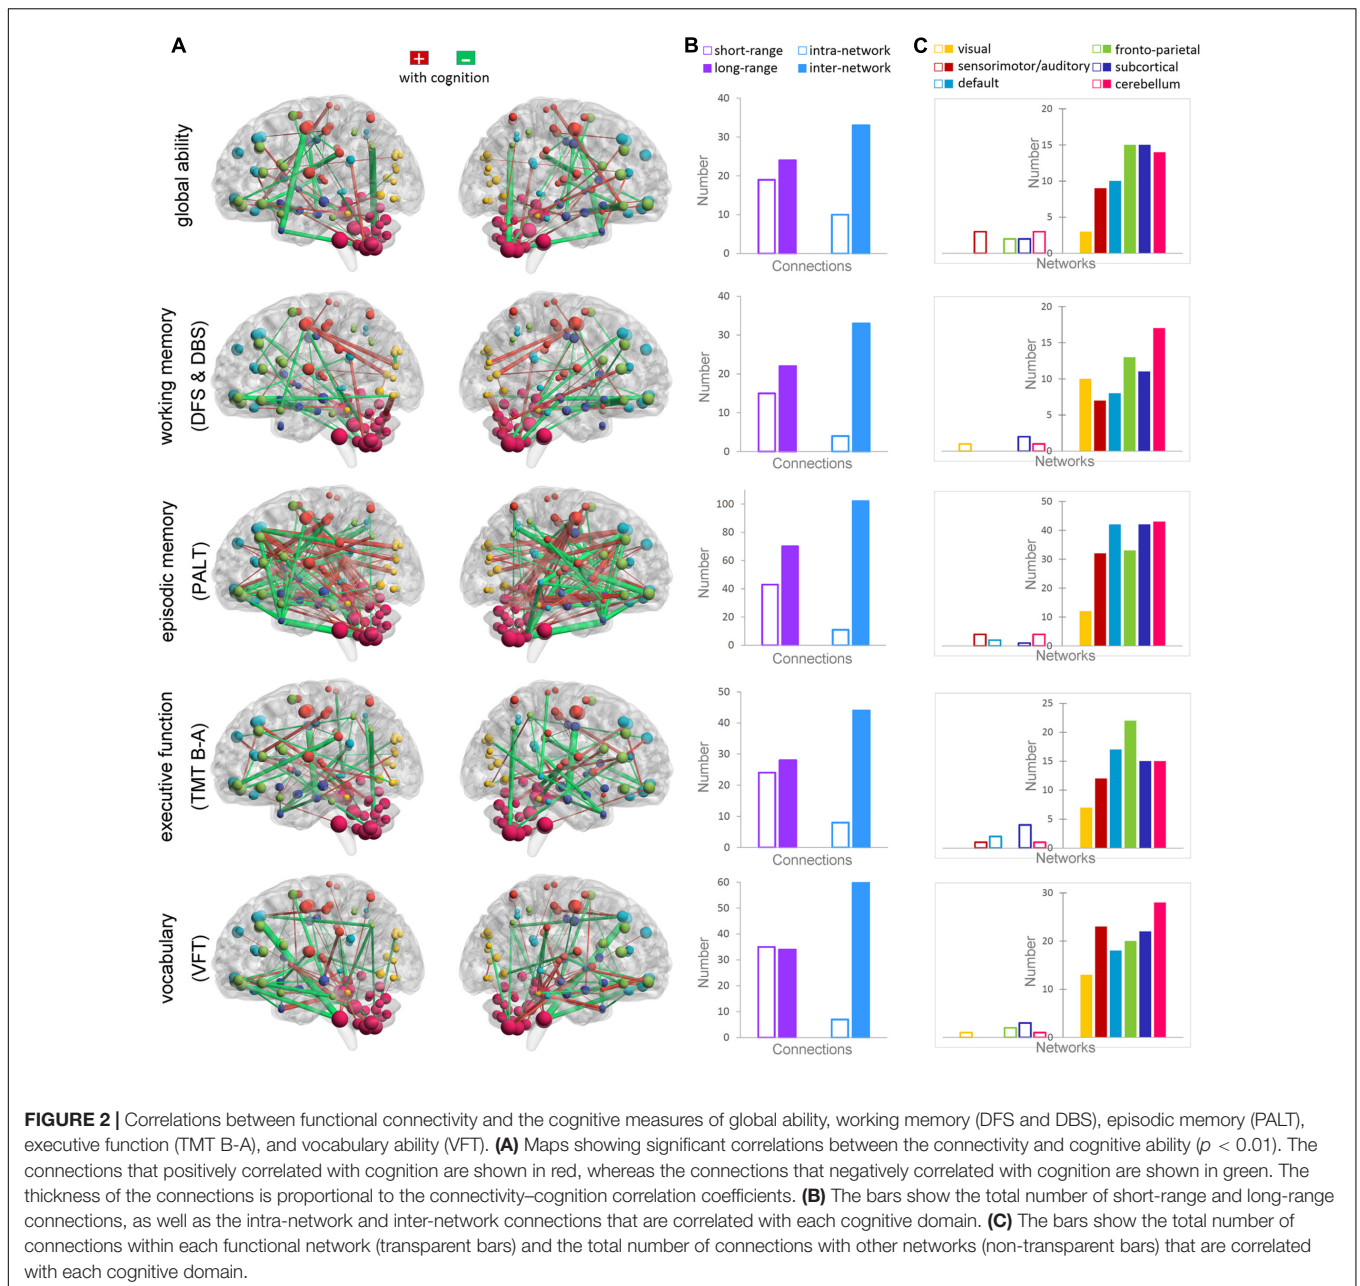 A
+ −
with cognition
B
short-range
intra-network
long-range
inter-network
C
visual
fronto-parietal
sensorimotor/auditory
subcortical
default
cerebellum
global ability
40
30
20
10
0
Number
Connections
20
15
10
5
0
Number
Networks
working memory
(DFS & DBS)
40
30
20
10
0
Number
Connections
20
15
10
5
0
Number
Networks
episodic memory
(PALT)
100
80
60
40
20
0
Number
Connections
50
40
30
20
10
0
Number
Networks
executive function
(TMT B-A)
50
40
30
20
10
0
Number
Connections
25
20
15
10
5
0
Number
Networks
vocabulary
(VFT)
60
50
40
30
20
10
0
Number
Connections
30
20
10
0
Number
Networks
FIGURE 2 | Correlations between functional connectivity and the cognitive measures of global ability, working memory (DFS and DBS), episodic memory (PALT),
executive function (TMT B-A), and vocabulary ability (VFT). (A) Maps showing significant correlations between the connectivity and cognitive ability (p < 0.01). The
connections that positively correlated with cognition are shown in red, whereas the connections that negatively correlated with cognition are shown in green. The
thickness of the connections is proportional to the connectivity–cognition correlation coefficients. (B) The bars show the total number of short-range and long-range
connections, as well as the intra-network and inter-network connections that are correlated with each cognitive domain. (C) The bars show the total number of
connections within each functional network (transparent bars) and the total number of connections with other networks (non-transparent bars) that are correlated
with each cognitive domain.